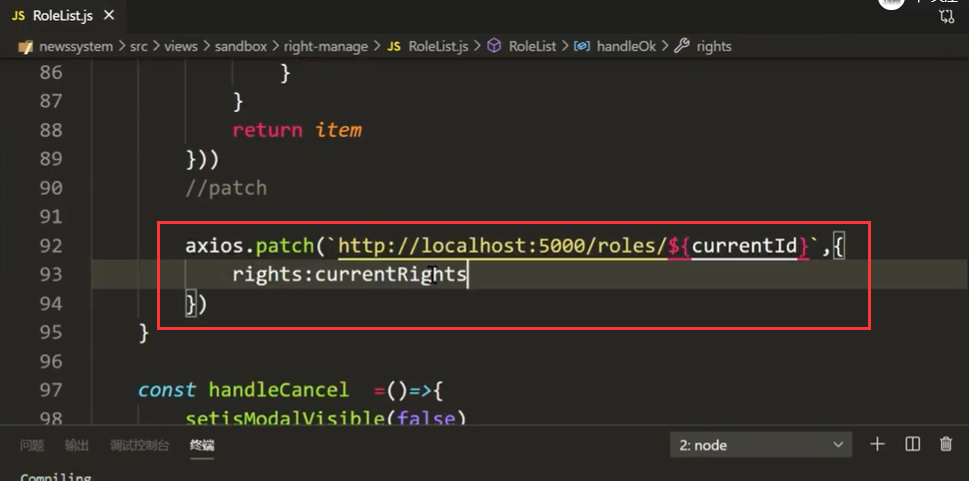 JS RoleList.js
newssystem > src > views > sandbox > right-manage > JS RoleList.js > RoleList > handleOk > rights
86 }
87 }
88 return item
89 }))
90 //patch
91
92 axios.patch(`http://localhost:5000/roles/${currentId}`,{
93 rights:currentRights
94 })
95 }
96
97 const handleCancel =()=>{
98 setisModalVisible(false)
问题 输出 调试控制台 终端 2: node
Compiling